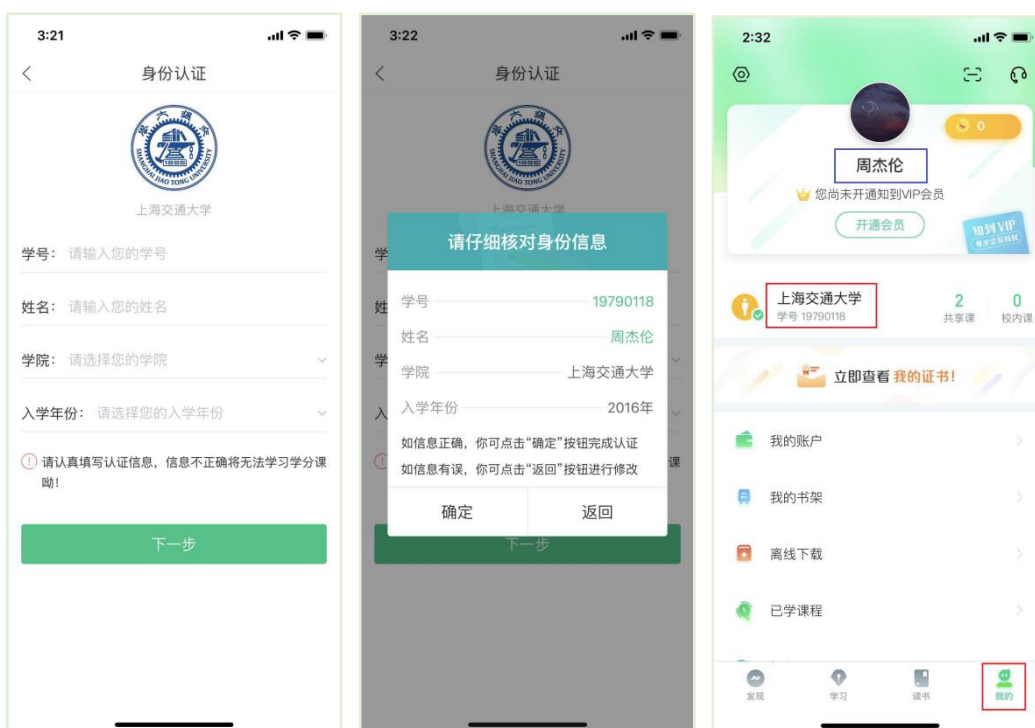 3:21
身份认证
SHANGHAI JIAO TONG UNIVERSITY
1896
上海交通大学
学号： 请输入您的学号
姓名： 请输入您的姓名
学院： 请选择您的学院
入学年份： 请选择您的入学年份
请认真填写认证信息，信息不正确将无法学习学分课
呦！
下一步
3:22
身份认证
上海交通大学
请仔细核对身份信息
学号 19790118
姓名 周杰伦
学院 上海交通大学
入学年份 2016年
如信息正确，你可点击“确定”按钮完成认证
如信息有误，你可点击“返回”按钮进行修改
确定 返回
下一步
2:32
0
周杰伦
您尚未开通知到VIP会员
开通会员
知到VIP
上海交通大学
学号 19790118
2 0
共享课 校内课
立即查看 我的证书！
我的账户
我的书架
离线下载
已学课程
发现 学习 读书 我的